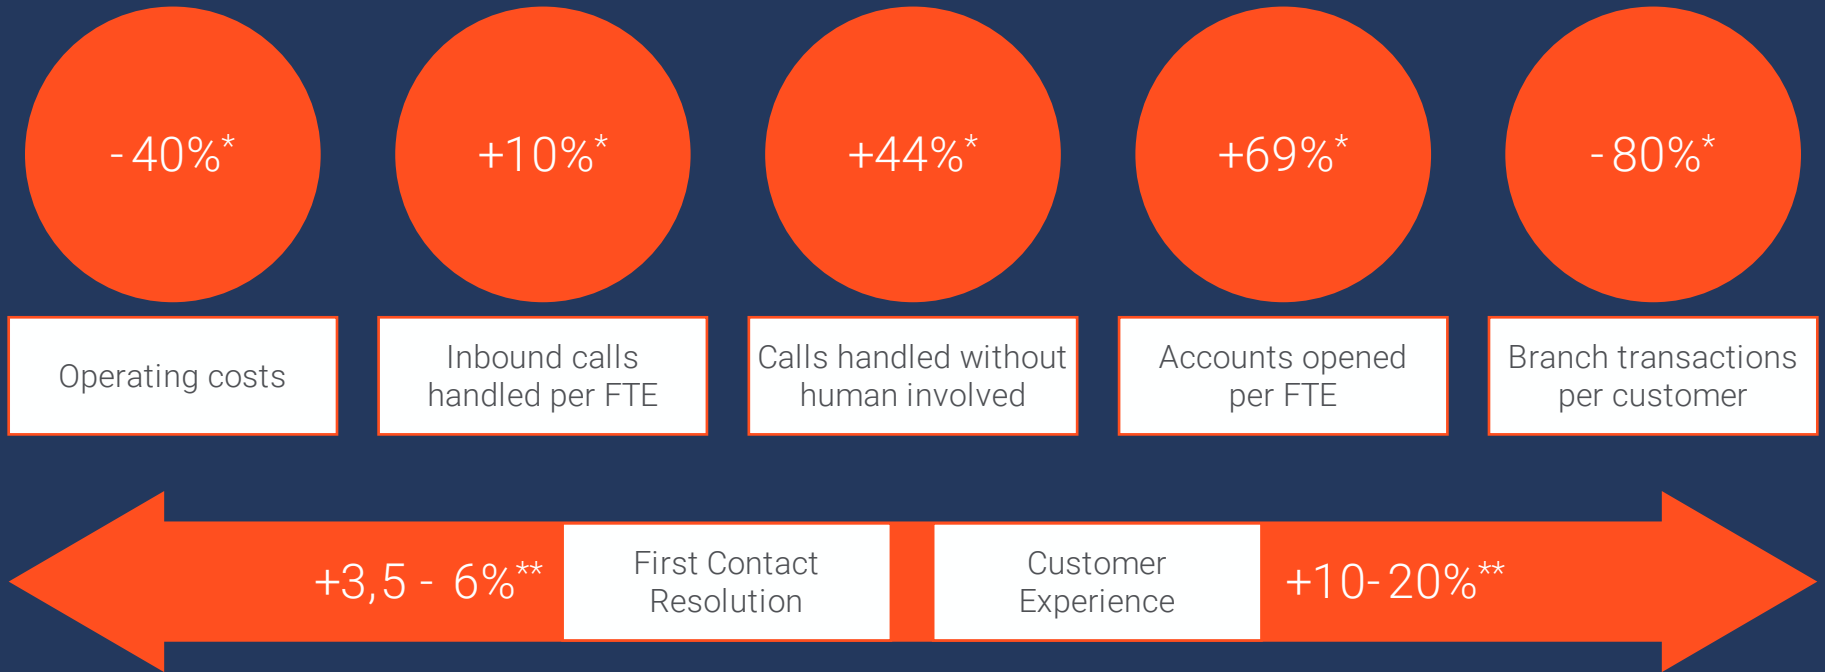 - 40%*
+10%*
+44%*
+69%*
- 80%*
Operating costs
Inbound calls
handled per FTE
Calls handled without
human involved
Accounts opened
per FTE
Branch transactions
per customer
+3,5 - 6%**
First Contact
Resolution
Customer
Experience
+10- 20%**